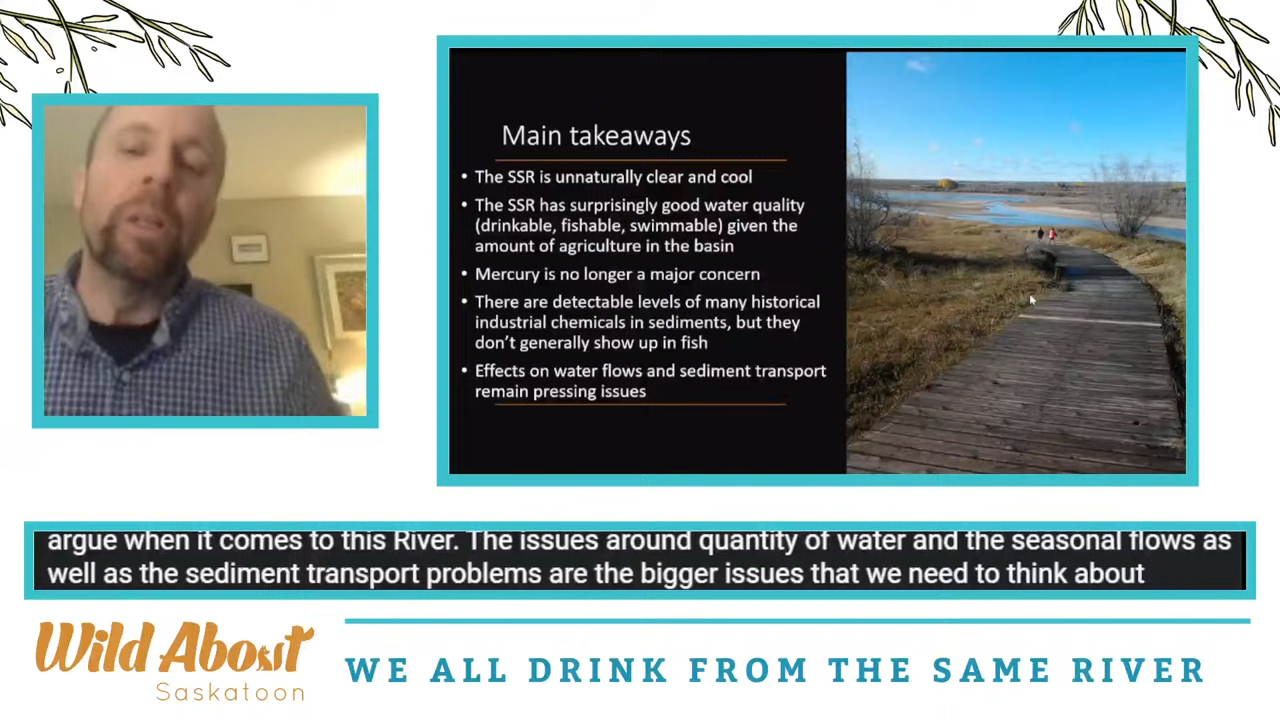 Main takeaways
• The SSR is unnaturally clear and cool
• The SSR has surprisingly good water quality
(drinkable, fishable, swimmable) given the
amount of agriculture in the basin
• Mercury is no longer a major concern
• There are detectable levels of many historical
industrial chemicals in sediments, but they
don't generally show up in fish
• Effects on water flows and sediment transport
remain pressing issues
argue when it comes to this River. The issues around quantity of water and the seasonal flows as
well as the sediment transport problems are the bigger issues that we need to think about
Wild About
Saskatoon
WE ALL DRINK FROM THE SAME RIVER